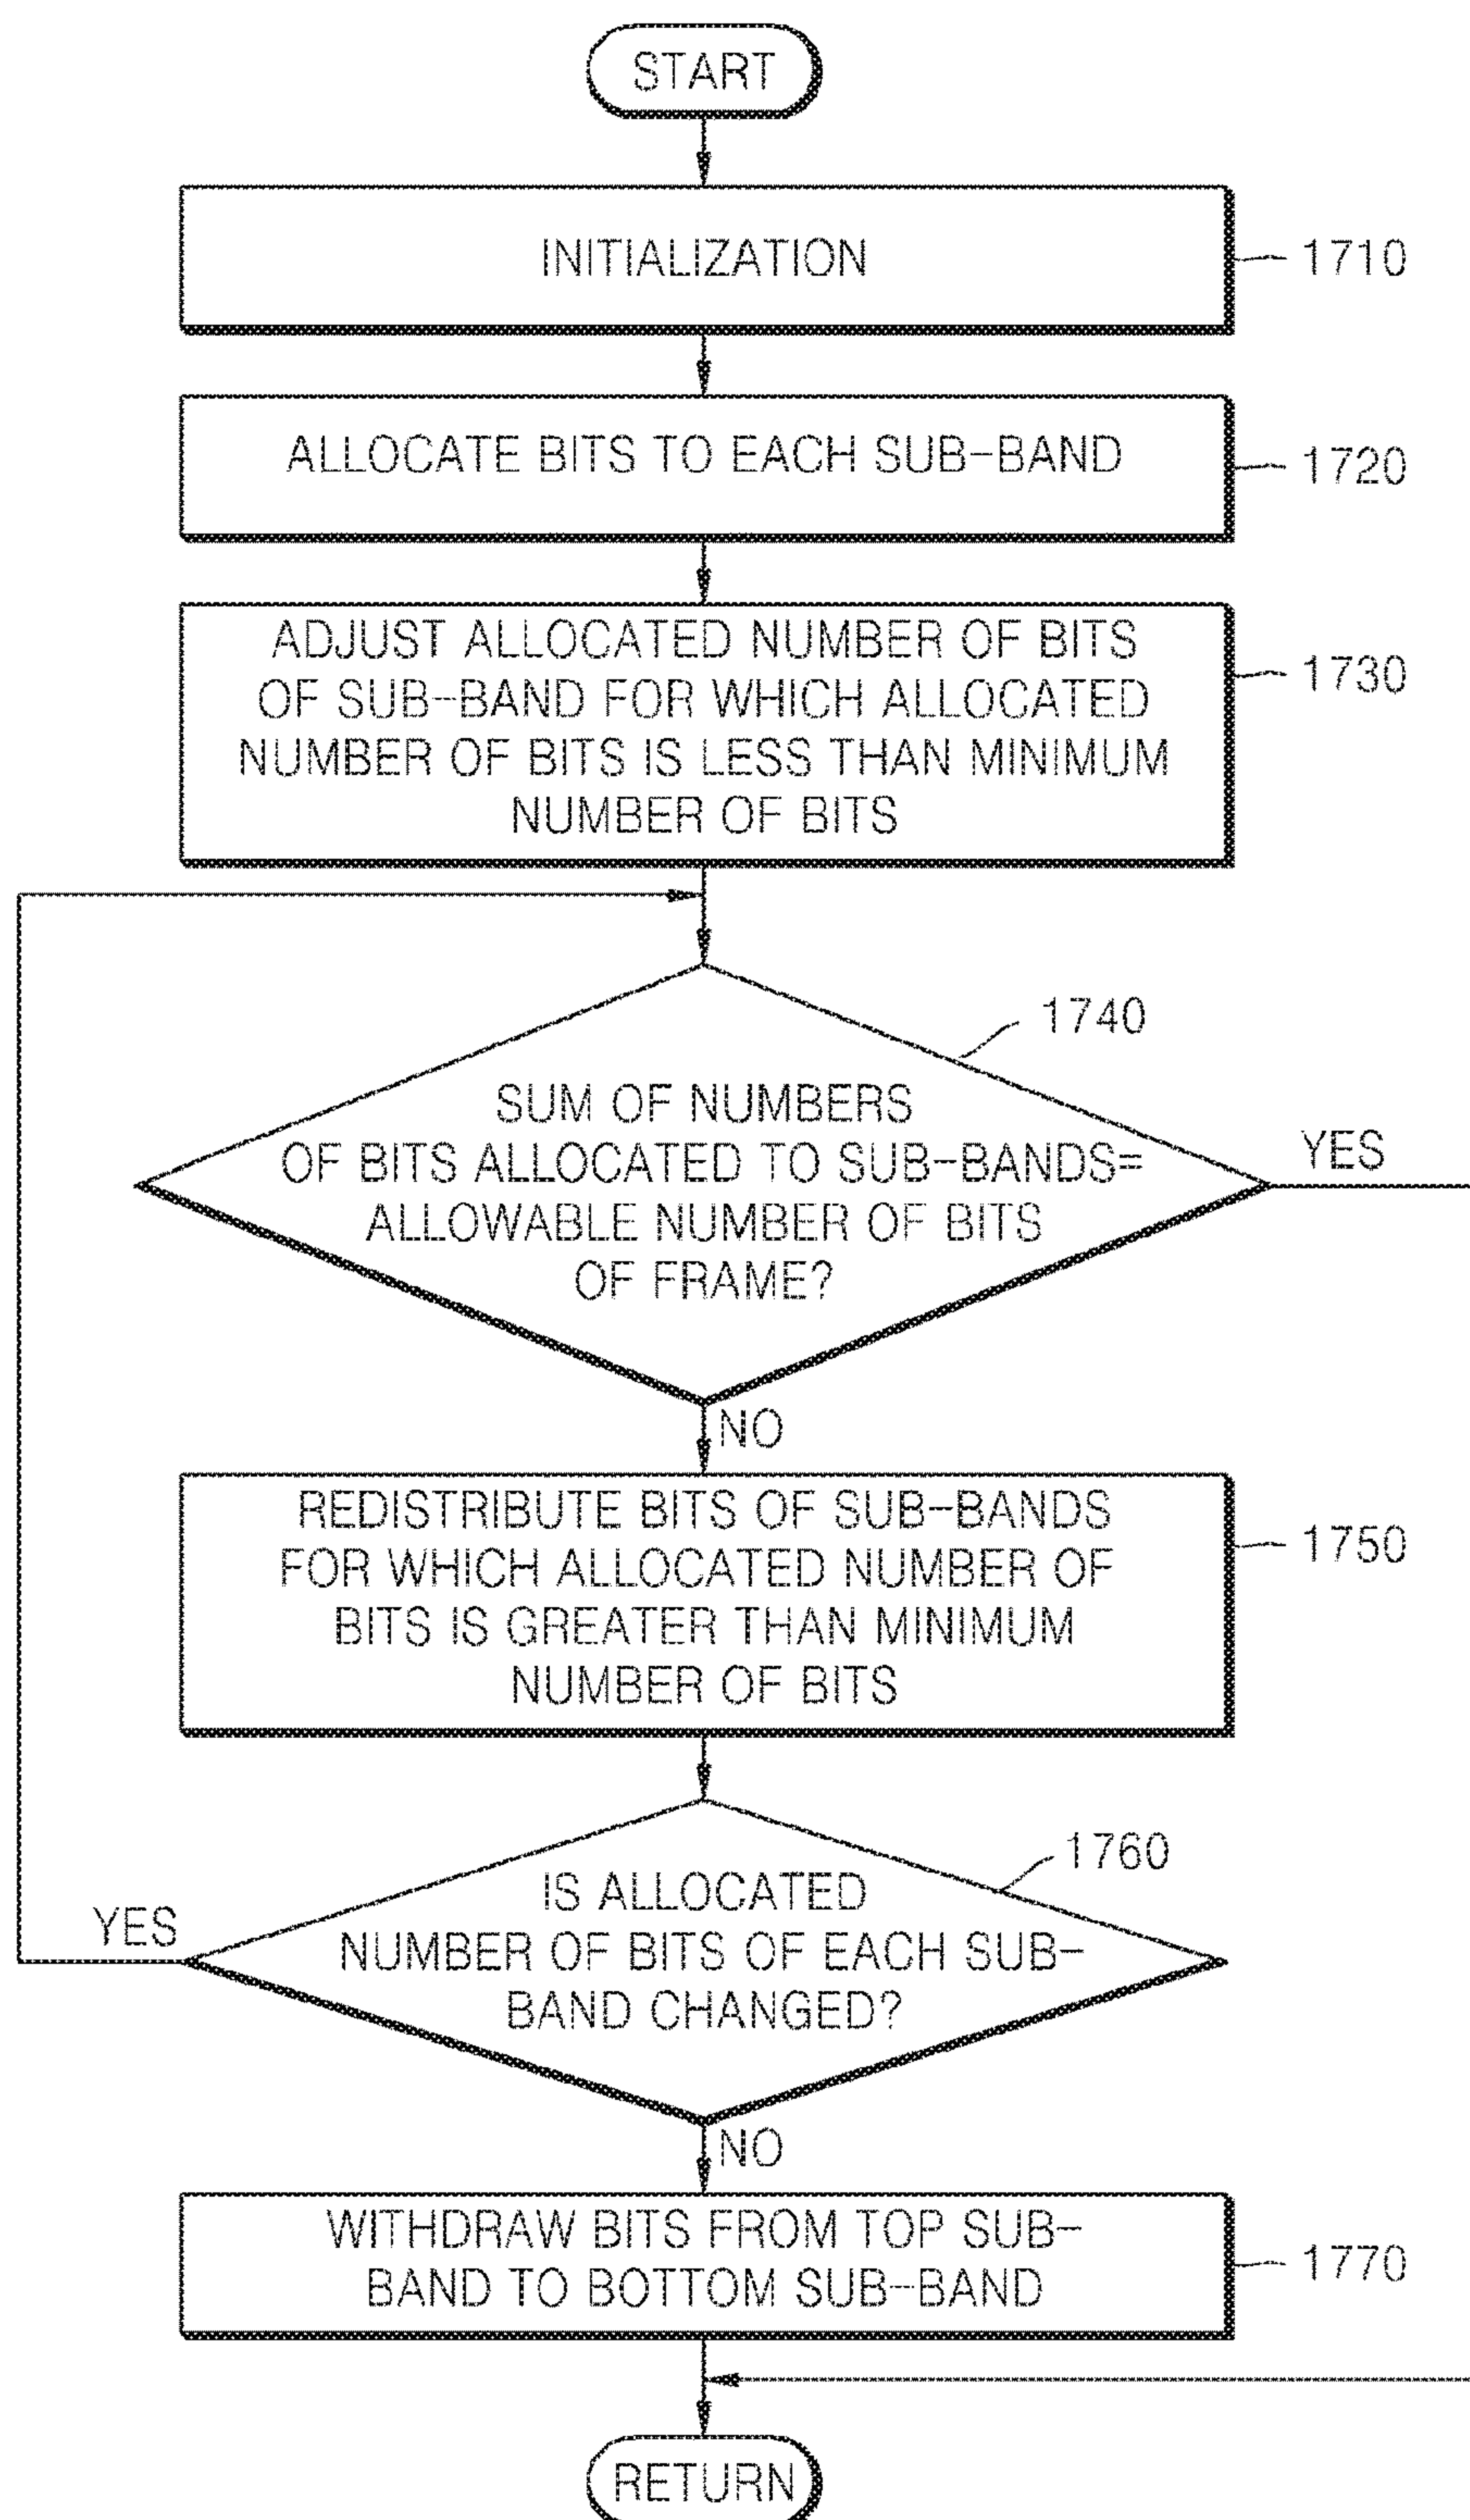 START
INITIALIZATION
1710
ALLOCATE BITS TO EACH SUB-BAND
1720
ADJUST ALLOCATED NUMBER OF BITS
OF SUB-BAND FOR WHICH ALLOCATED
NUMBER OF BITS IS LESS THAN MINIMUM
NUMBER OF BITS
1730
1740
SUM OF NUMBERS
OF BITS ALLOCATED TO SUB-BANDS=
ALLOWABLE NUMBER OF BITS
OF FRAME?
YES
NO
REDISTRIBUTE BITS OF SUB-BANDS
FOR WHICH ALLOCATED NUMBER OF
BITS IS GREATER THAN MINIMUM
NUMBER OF BITS
1750
1760
IS ALLOCATED
NUMBER OF BITS OF EACH SUB-
BAND CHANGED?
YES
NO
WITHDRAW BITS FROM TOP SUB-
BAND TO BOTTOM SUB-BAND
1770
RETURN